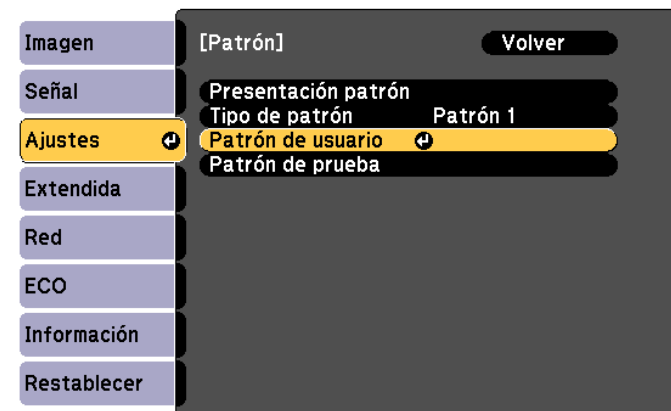 Imagen
Señal
Ajustes
Extendida
Red
ECO
Información
Restablecer
[Patrón] Volver
Presentación patrón
Tipo de patrón Patrón 1
Patrón de usuario
Patrón de prueba